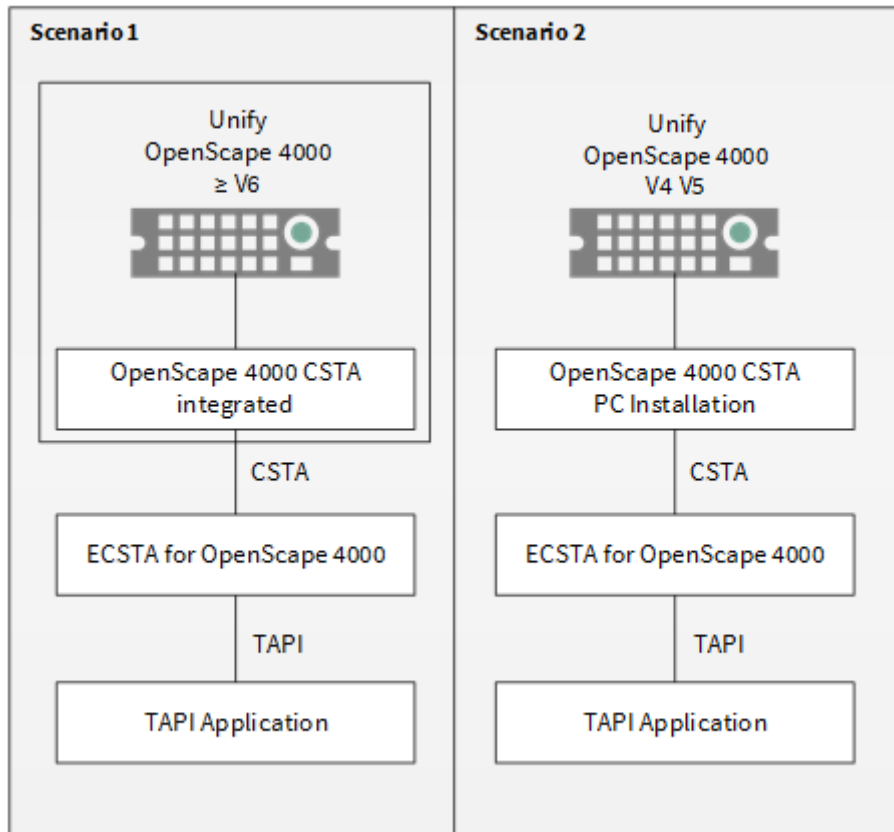 Scenario 1
Unify
OpenScape 4000
≥ V6
OpenScape 4000 CSTA
integrated
CSTA
ECSTA for OpenScape 4000
TAPI
TAPI Application
Scenario 2
Unify
OpenScape 4000
V4 V5
OpenScape 4000 CSTA
PC Installation
CSTA
ECSTA for OpenScape 4000
TAPI
TAPI Application